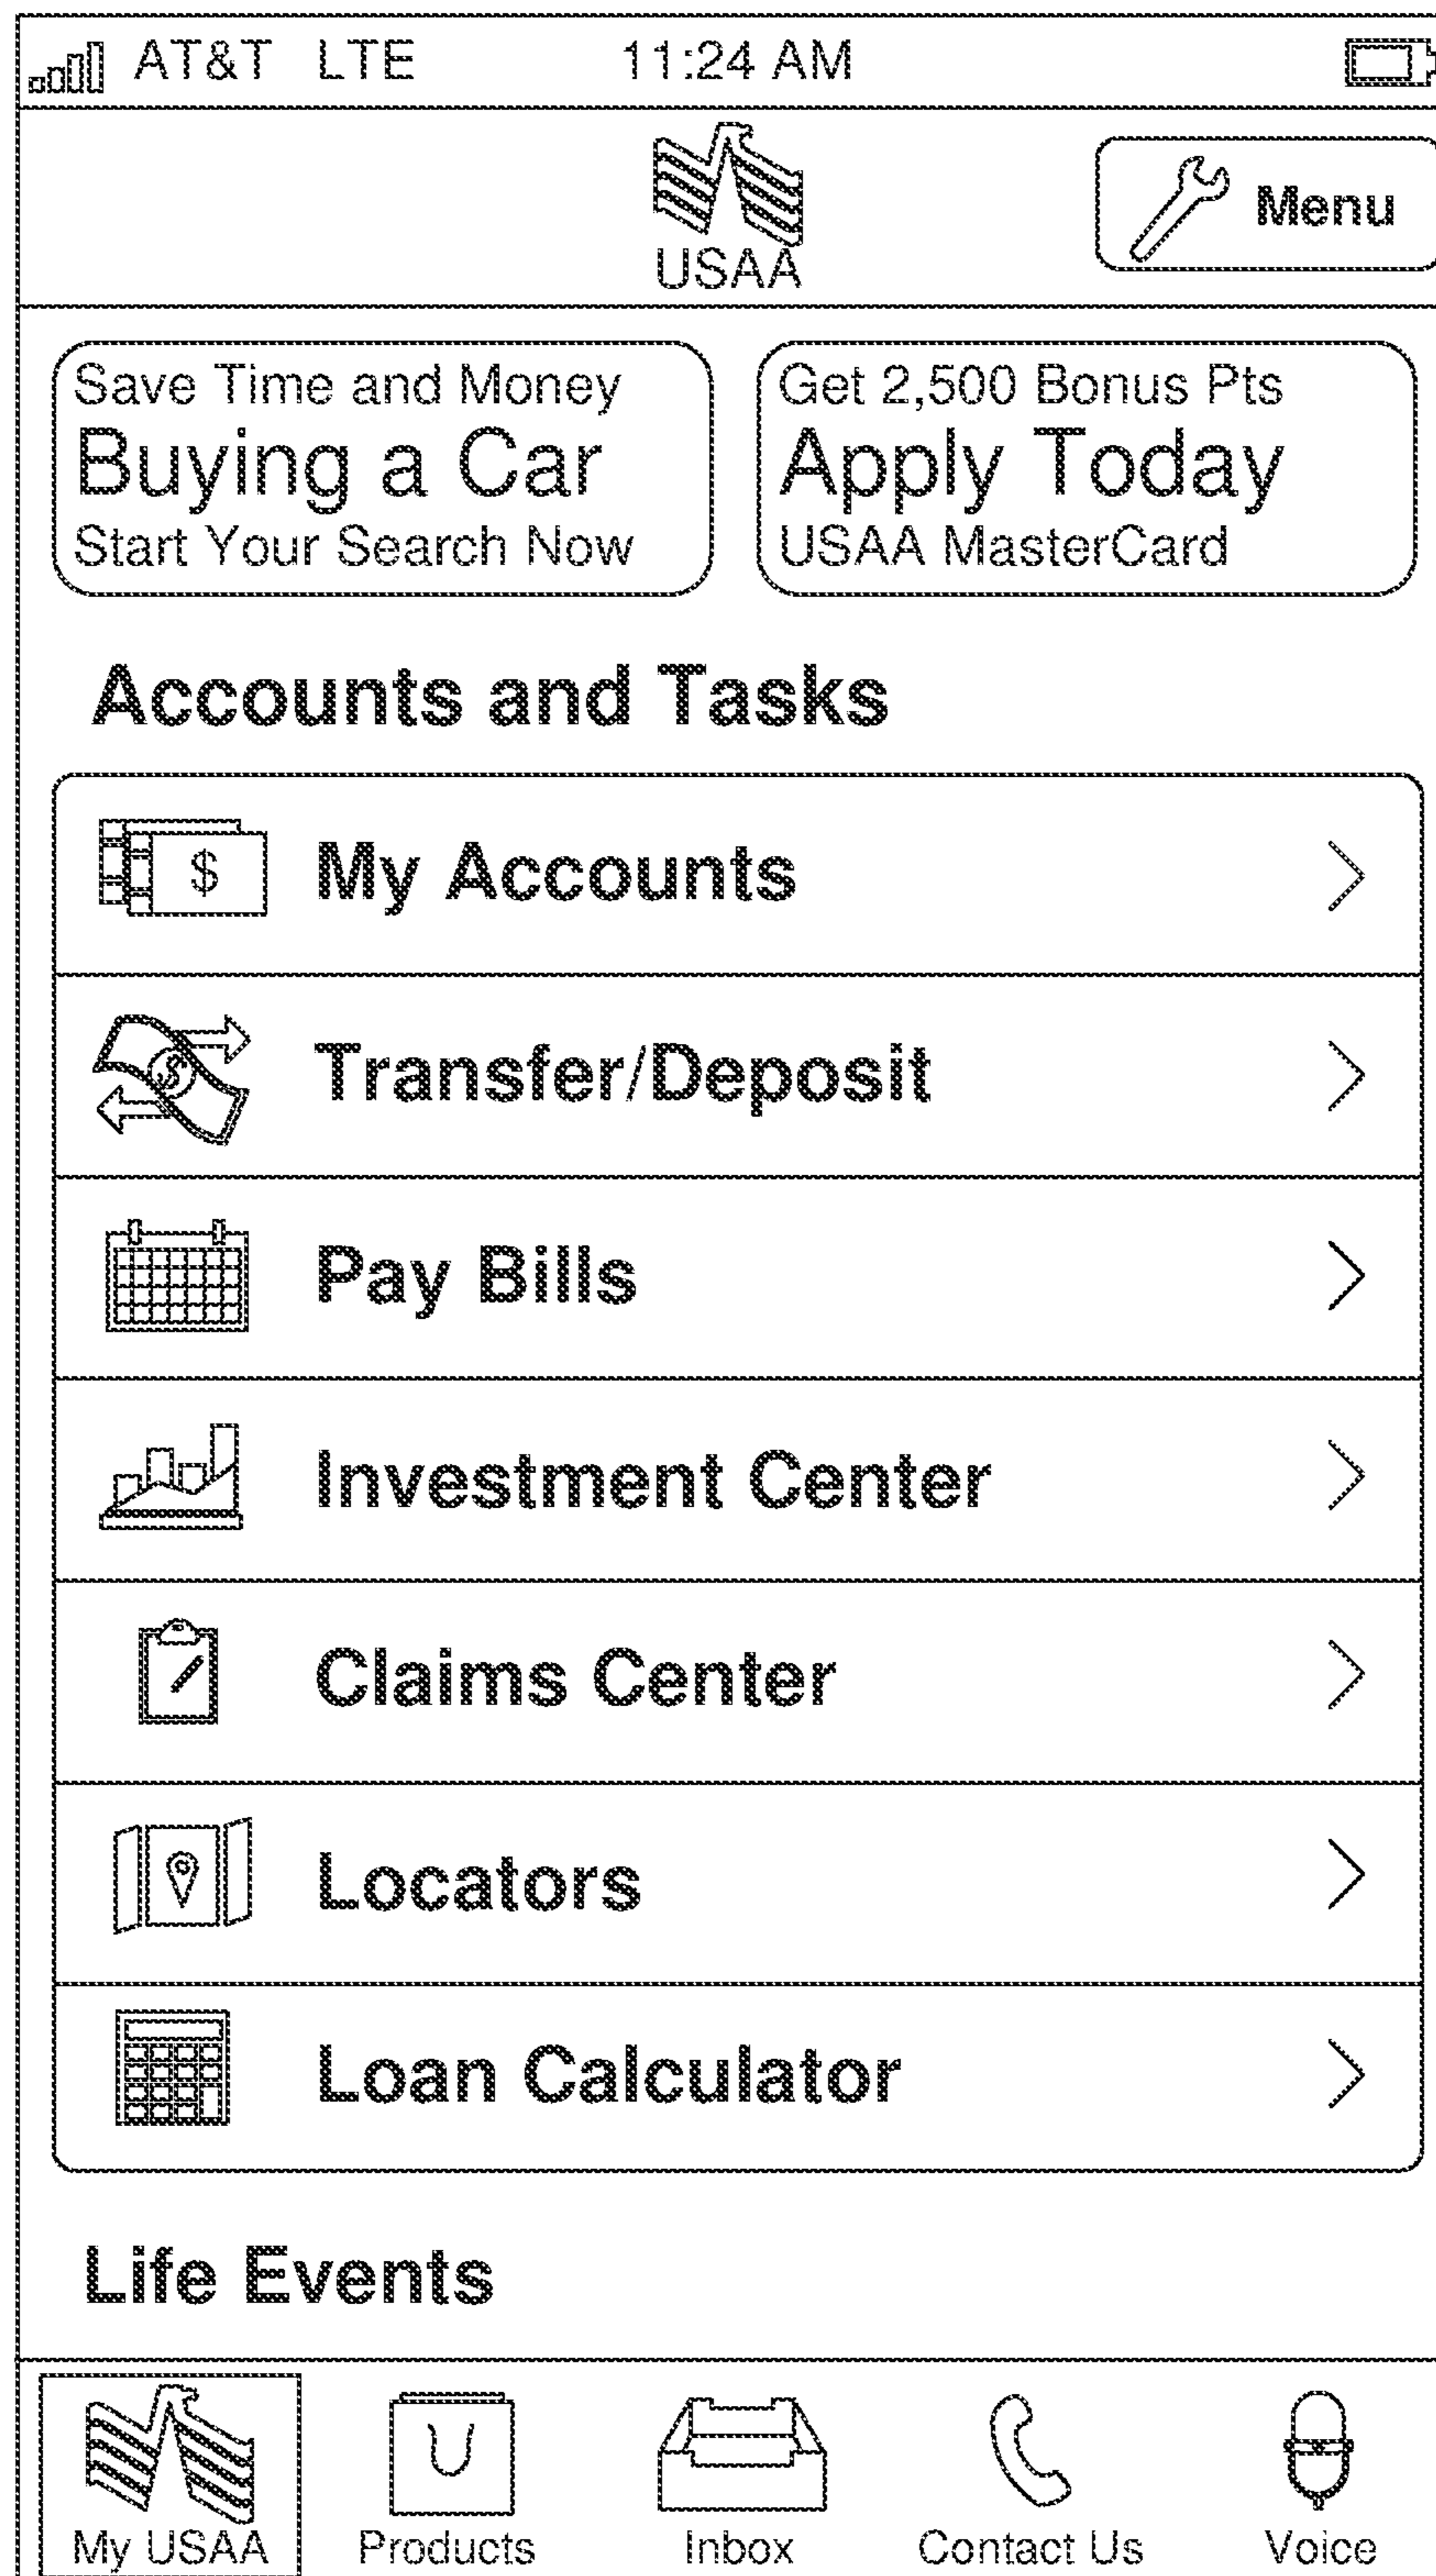 AT&T LTE 11:24 AM
USAA
Menu
Save Time and Money
Buying a Car
Start Your Search Now
Get 2,500 Bonus Pts
Apply Today
USAA MasterCard
Accounts and Tasks
$ My Accounts
$ Transfer/Deposit
Pay Bills
Investment Center
Claims Center
Locators
Loan Calculator
Life Events
My USAA Products Inbox Contact Us Voice